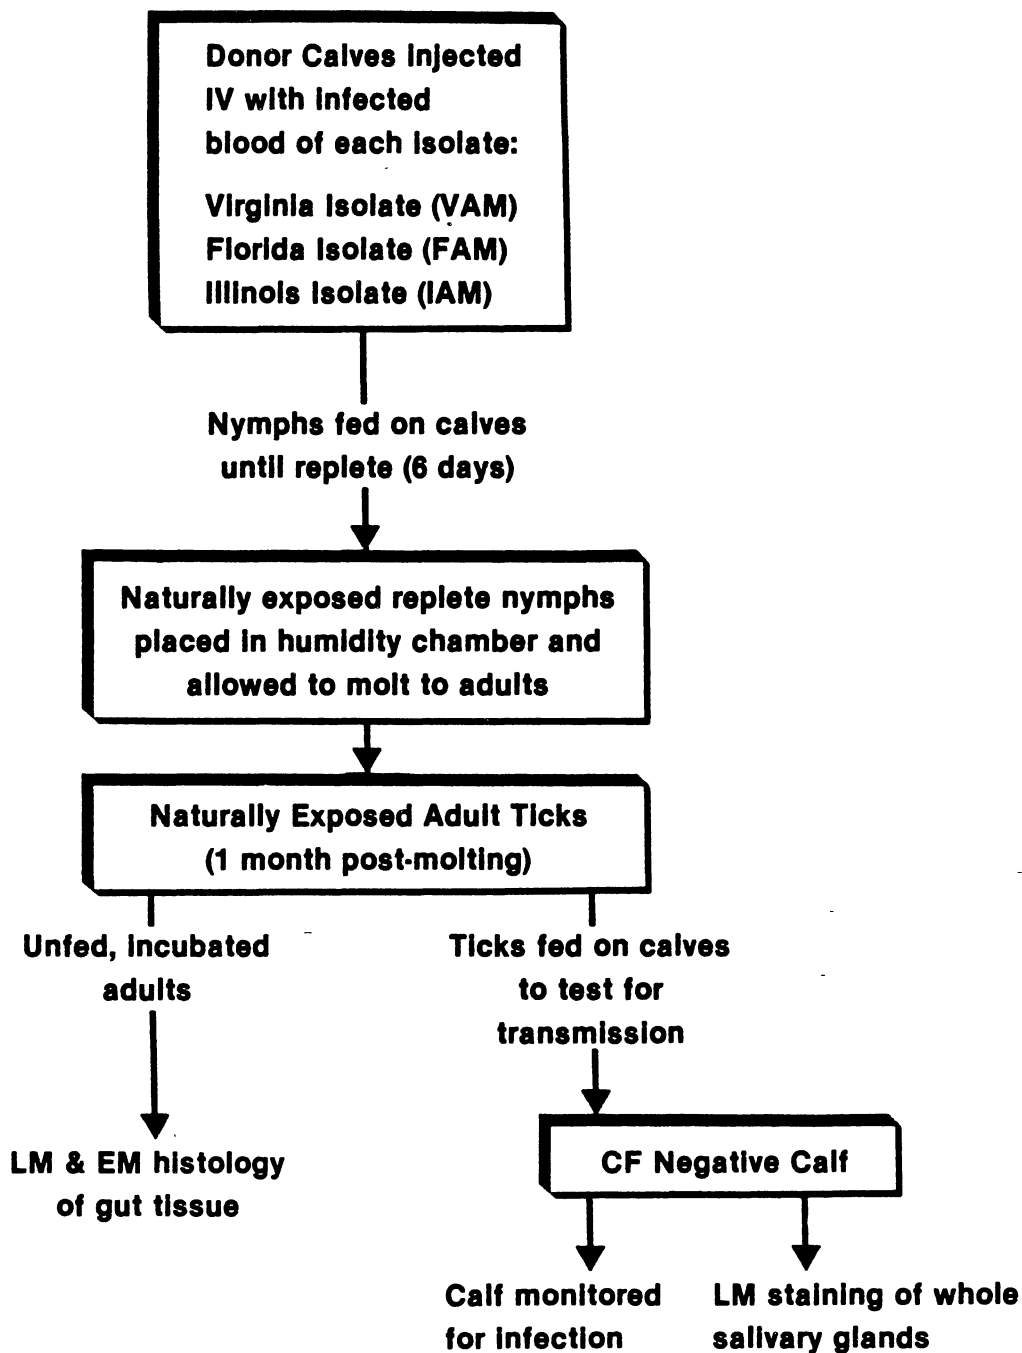 Donor Calves Injected
IV with infected
blood of each isolate:
Virginia Isolate (VAM)
Florida Isolate (FAM)
Illinois Isolate (IAM)
Nymphs fed on calves
until replete (6 days)
Naturally exposed replete nymphs
placed in humidity chamber and
allowed to molt to adults
Naturally Exposed Adult Ticks
(1 month post-molting)
Unfed, incubated
adults
Ticks fed on calves
to test for
transmission
LM & EM histology
of gut tissue
CF Negative Calf
Calf monitored
for infection
LM staining of whole
salivary glands